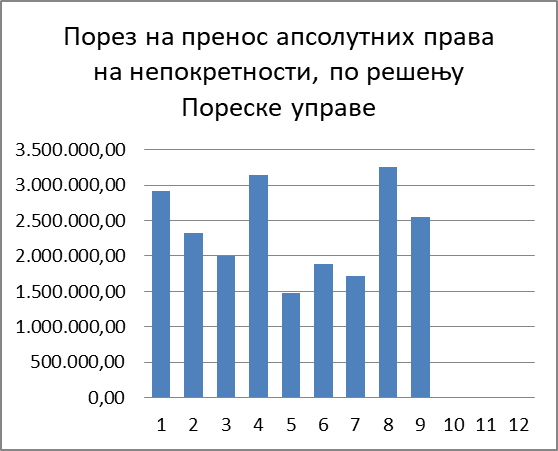 Порез на пренос апсолутних права
на непокретности, по решењу
Пореске управе
3.500.000,00
3.000.000,00
2.500.000,00
2.000.000,00
1.500.000,00
1.000.000,00
500.000,00
0,00
1 2 3 4 5 6 7 8 9 10 11 12